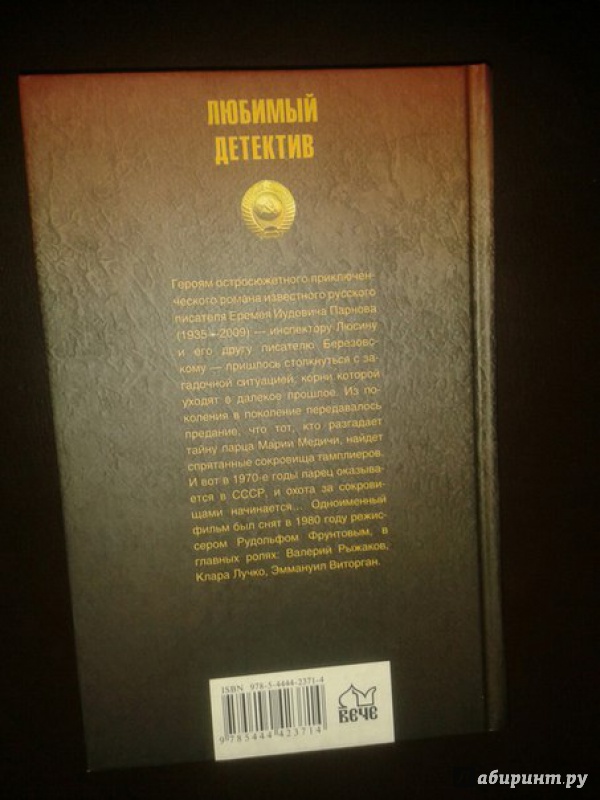 ЛЮБИМЫЙ
ДЕТЕКТИВ
Героям остросюжетного приключен-
ческого романа известного русского
писателя Еремея Иудовича Парнова
(1935–2009) — инспектору Люсину
и его другу писателю Березовс-
кому — пришлось столкнуться с за-
гадочной ситуацией, корни которой
уходят в далекое прошлое. Из по-
коления в поколение передавалось
предание, что тот, кто разгадает
тайну ларца Марии Медичи, найдет
спрятанные сокровища тамплиеров.
И вот в 1970-е годы ларец оказыва-
ется в СССР, и охота за сокрови-
щами начинается... Одноименный
фильм был снят в 1980 году режис-
сером Рудольфом Фрунтовым, в
главных ролях: Валерий Рыжаков,
Клара Лучко, Эммануил Виторган.
ISBN 978-5-4444-2371-4
9 785444 423714
ВЕЧЕ
лабиринт.ру